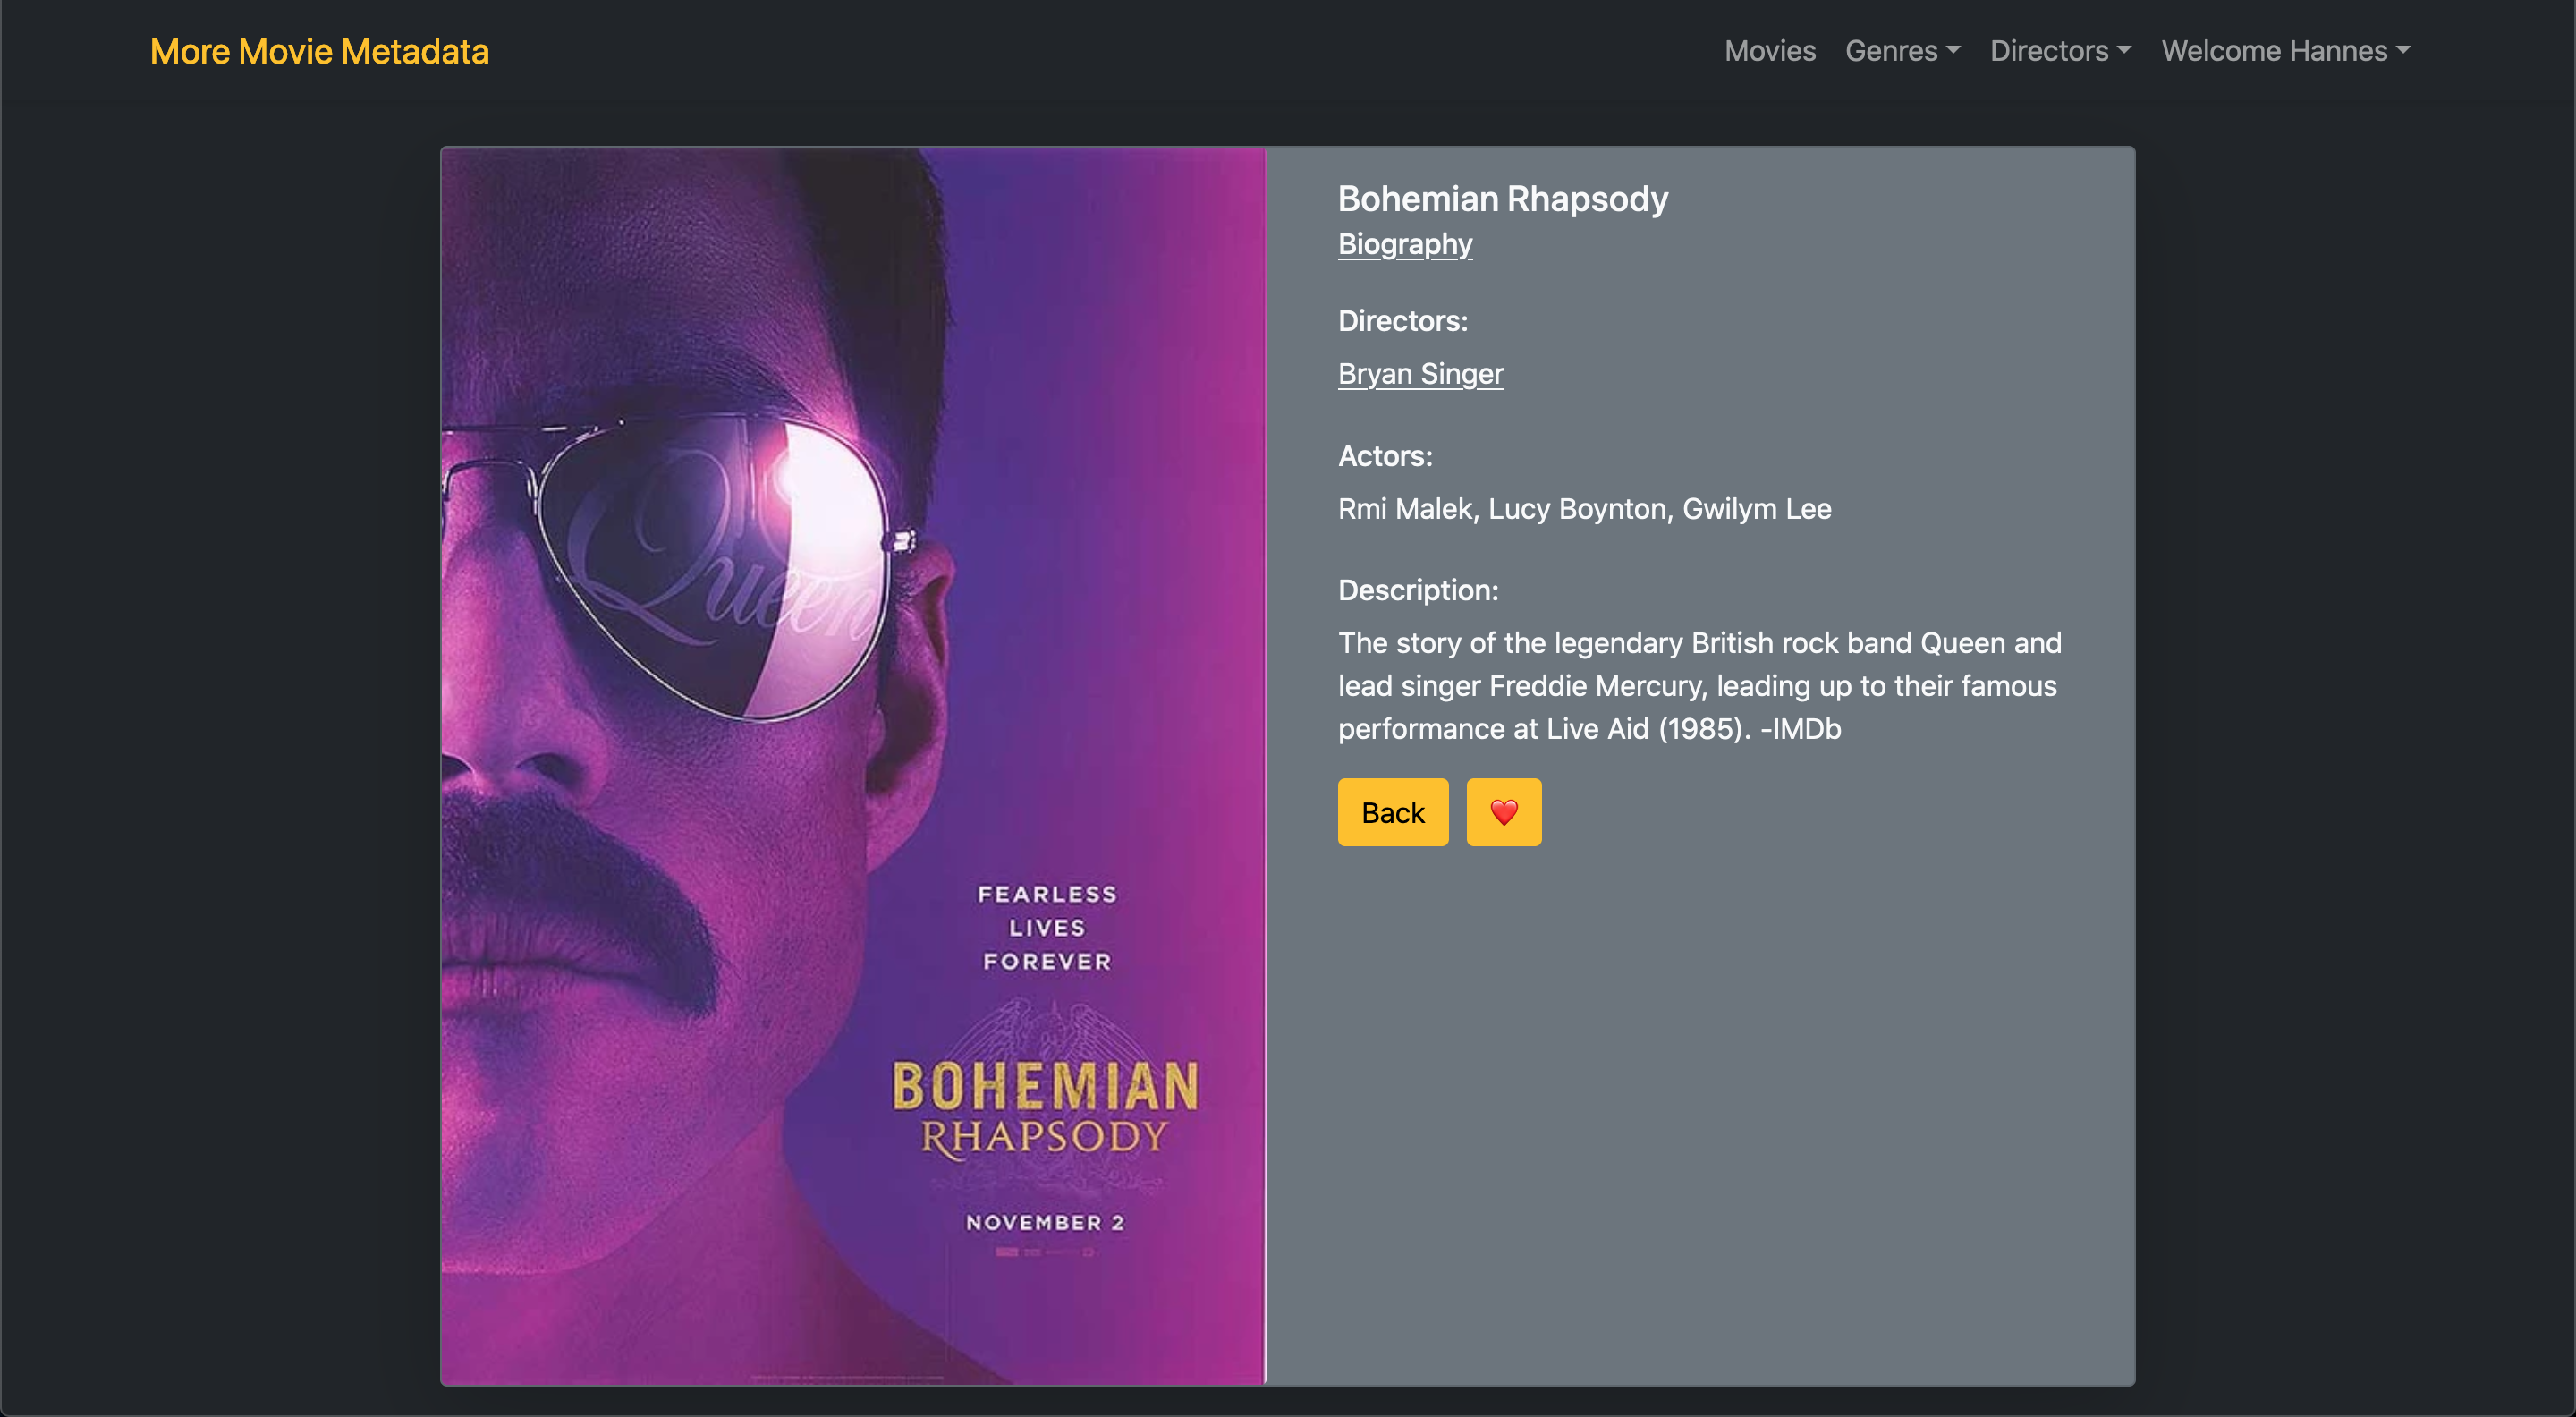 More Movie Metadata
Movies Genres Directors Welcome Hannes
Bohemian Rhapsody
Biography
Directors:
Bryan Singer
Actors:
Rmi Malek, Lucy Boynton, Gwilym Lee
Description:
The story of the legendary British rock band Queen and
lead singer Freddie Mercury, leading up to their famous
performance at Live Aid (1985). -IMDb
Back ❤️
Queen
FEARLESS
LIVES
FOREVER
BOHEMIAN
RHAPSODY
NOVEMBER 2